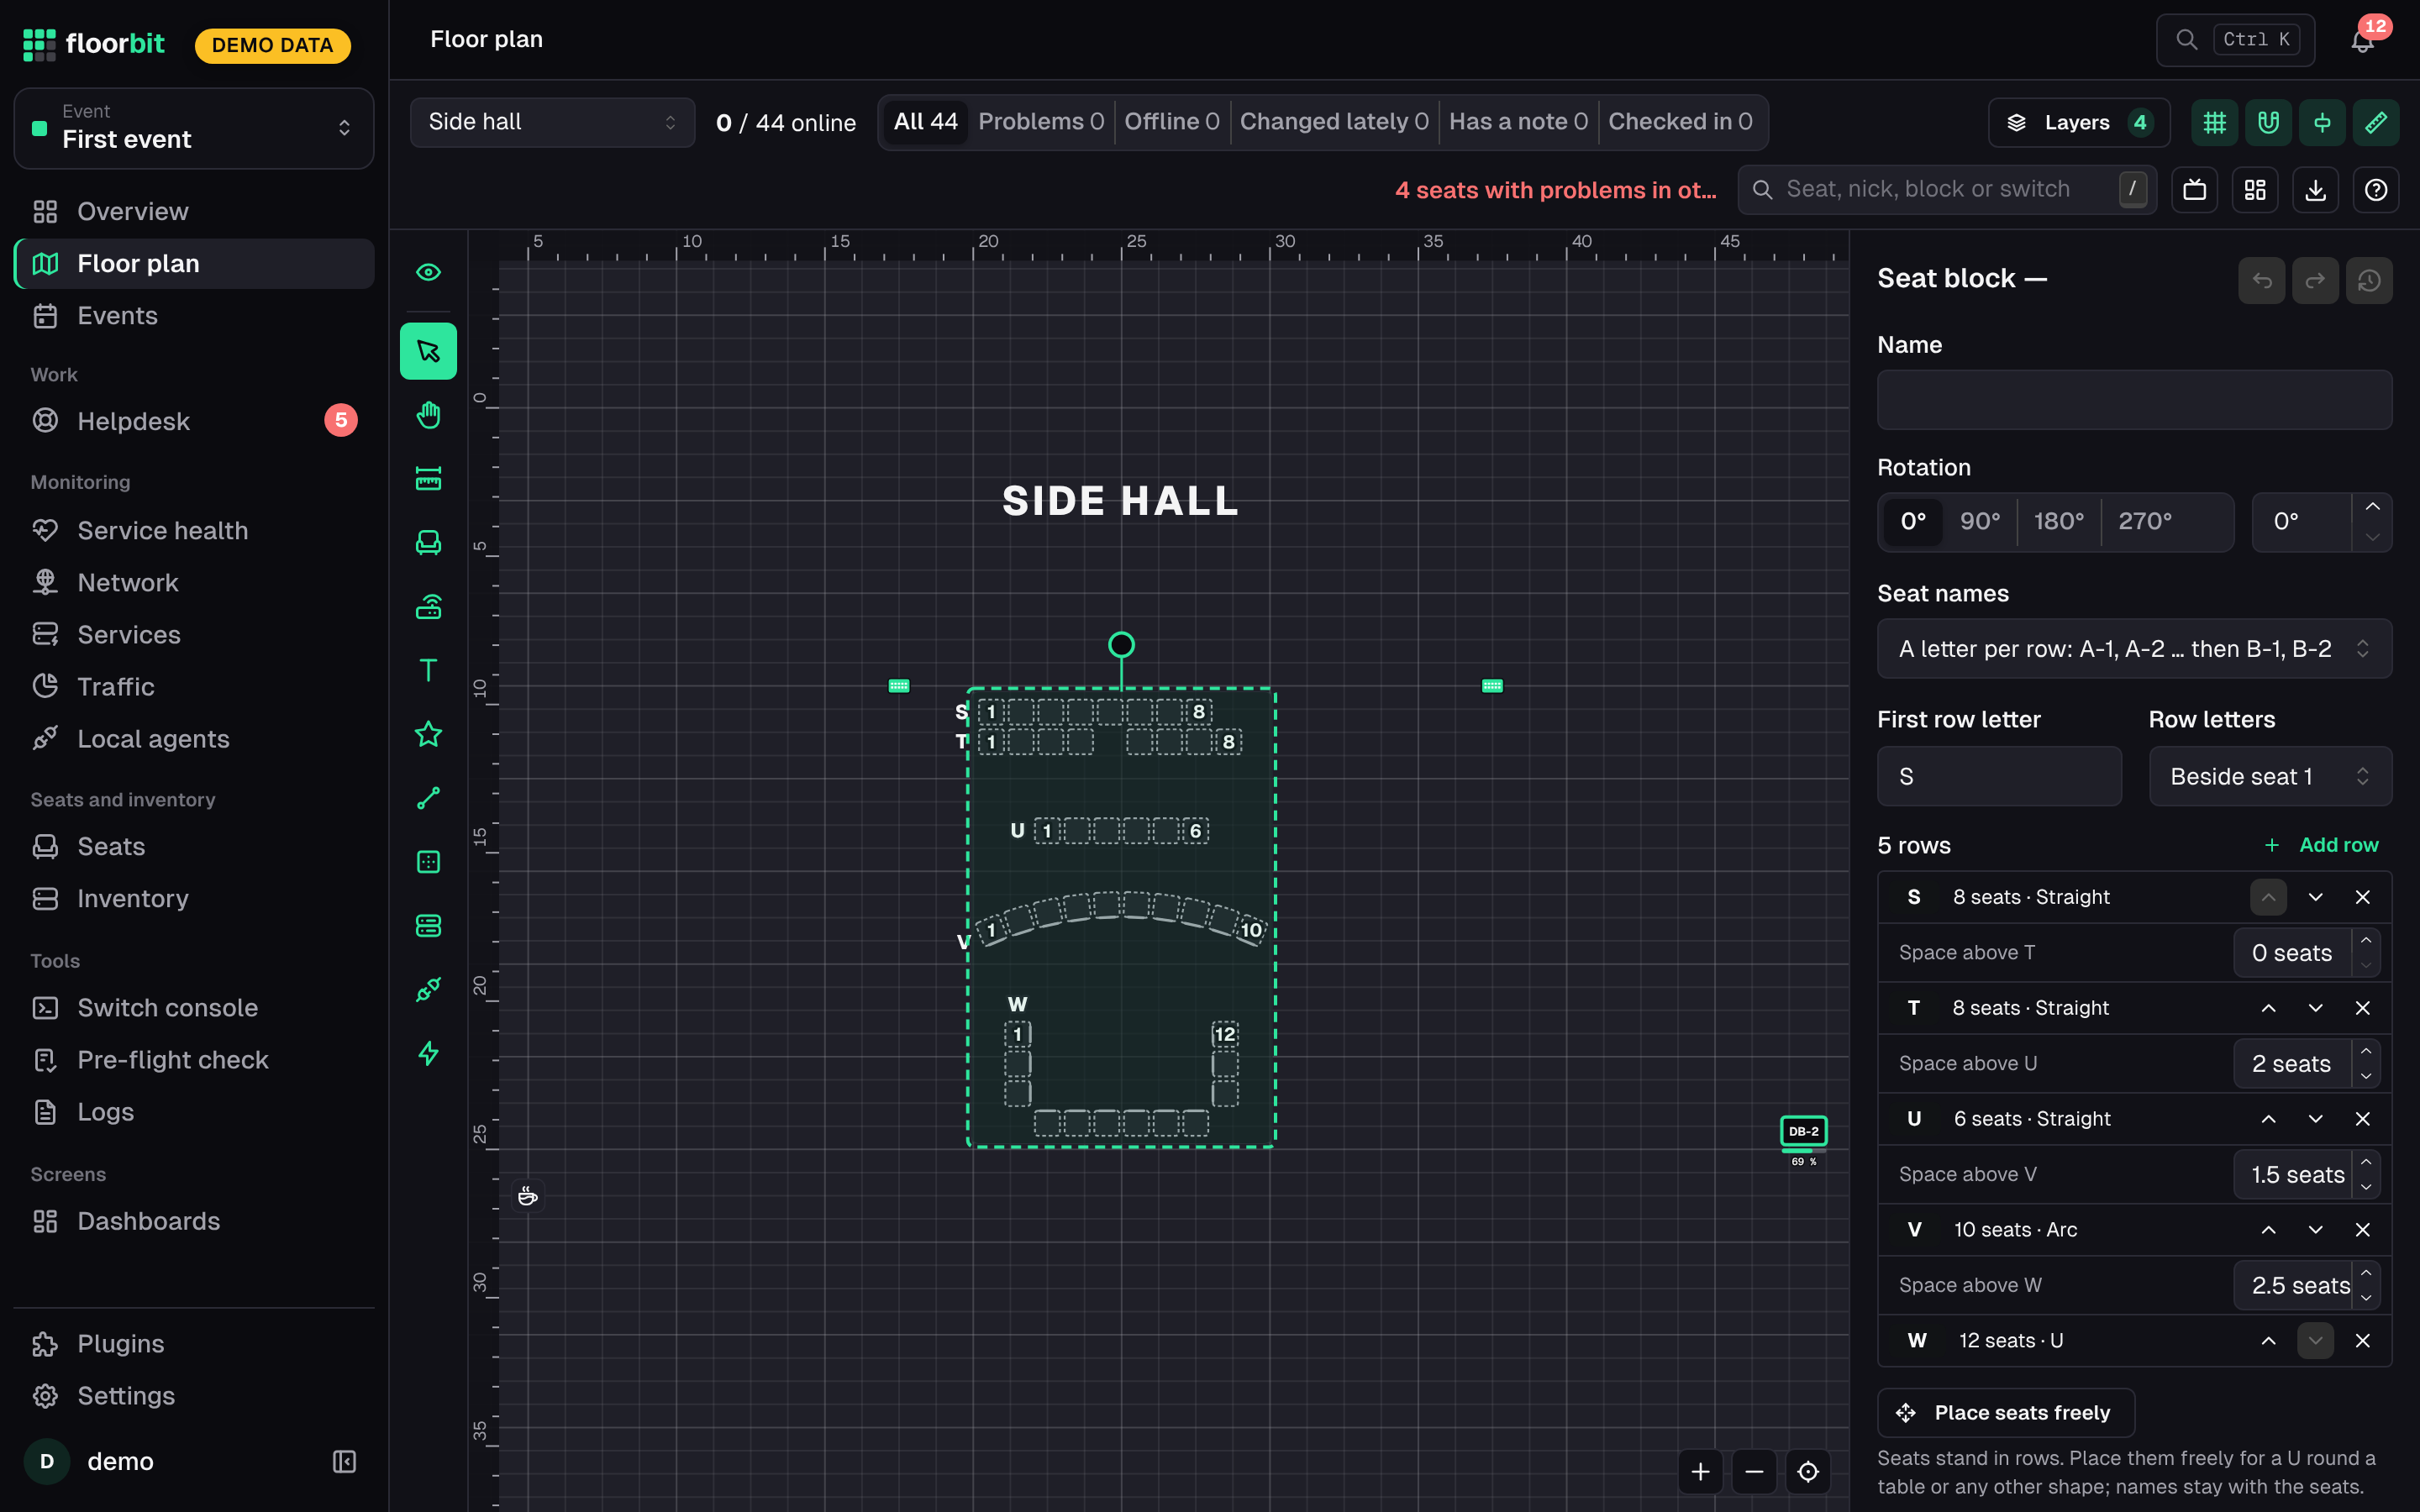 floorbit DEMO DATA
Event
First event
Overview
Floor plan
Events
Work
Helpdesk 5
Monitoring
Service health
Network
Services
Traffic
Local agents
Seats and inventory
Seats
Inventory
Tools
Switch console
Pre-flight check
Logs
Screens
Dashboards
Plugins
Settings
D demo
Floor plan
Ctrl K
12
Side hall
0 / 44 online
All 44 Problems 0 Offline 0 Changed lately 0 Has a note 0 Checked in 0
Layers 4
4 seats with problems in ot...
Seat, nick, block or switch /
5 10 15 20 25 30 35 40 45
0
5
10
15
20
25
30
35
SIDE HALL
S 1 8
T 1 8
U 1 6
V 1 10
W
1 12
DB-2
69 %
Seat block —
Name
Rotation
0° 90° 180° 270° 0°
Seat names
A letter per row: A-1, A-2 ... then B-1, B-2
First row letter Row letters
S Beside seat 1
5 rows + Add row
S 8 seats · Straight
Space above T 0 seats
T 8 seats · Straight
Space above U 2 seats
U 6 seats · Straight
Space above V 1.5 seats
V 10 seats · Arc
Space above W 2.5 seats
W 12 seats · U
Place seats freely
Seats stand in rows. Place them freely for a U round a
table or any other shape; names stay with the seats.